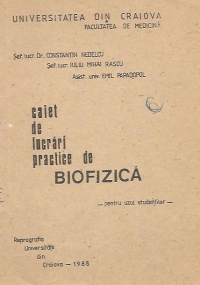 UNIVERSITATEA DIN CRAIOVA
FACULTATEA DE MEDICINĂ
Şef. lucr. Dr. CONSTANTIN NEDELCU
Şef lucr. IULIU MIHAI RASCU
Asist. univ. EMIL PAPADOPOL
caiet
de
lucrări
practice de
BIOFIZICĂ
— pentru uzul studenţilor —
Reprografia
Universităţii
din
Craiova – 1988